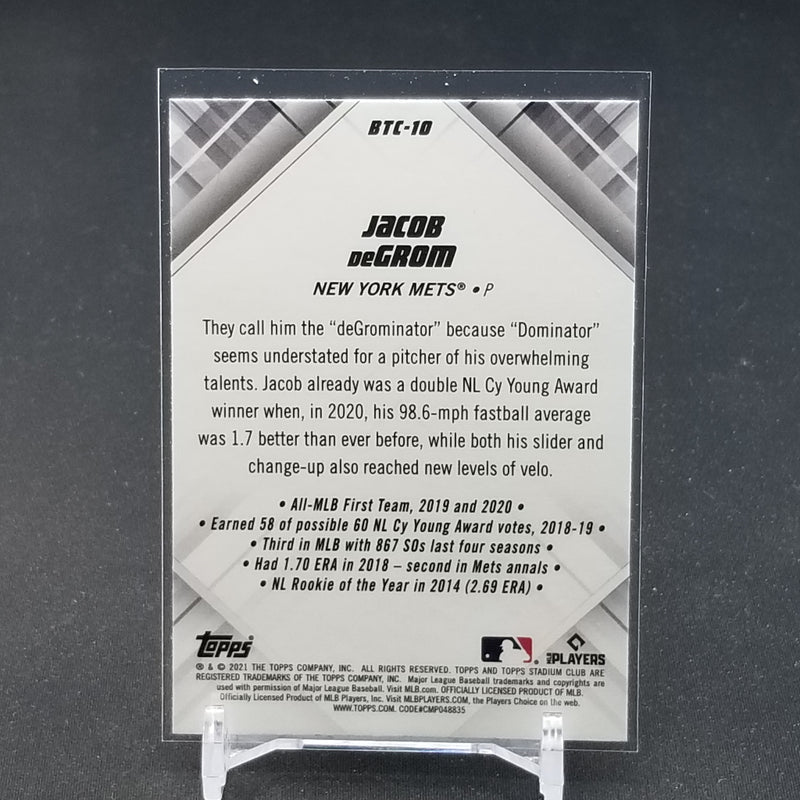 BTC-10
JACOB
deGROM
NEW YORK METS® • P
They call him the “deGrominator” because “Dominator”
seems understated for a pitcher of his overwhelming
talents. Jacob already was a double NL Cy Young Award
winner when, in 2020, his 98.6-mph fastball average
was 1.7 better than ever before, while both his slider and
change-up also reached new levels of velo.
• All-MLB First Team, 2019 and 2020 •
• Earned 58 of possible 60 NL Cy Young Award votes, 2018-19 •
• Third in MLB with 867 SOs last four seasons •
• Had 1.70 ERA in 2018 – second in Mets annals •
• NL Rookie of the Year in 2014 (2.69 ERA) •
topps®
MLB PLAYERS
® & © 2021 THE TOPPS COMPANY, INC. ALL RIGHTS RESERVED. TOPPS AND TOPPS STADIUM CLUB ARE
REGISTERED TRADEMARKS OF THE TOPPS COMPANY, INC. Major League Baseball trademarks and copyrights are
used with permission of Major League Baseball. Visit MLB.com. OFFICIALLY LICENSED PRODUCT OF MLB.
Officially Licensed Product of MLB Players, Inc. Visit MLBPLAYERS.COM, the Players Choice on the web.
WWW.TOPPS.COM. CODE#CMP048835